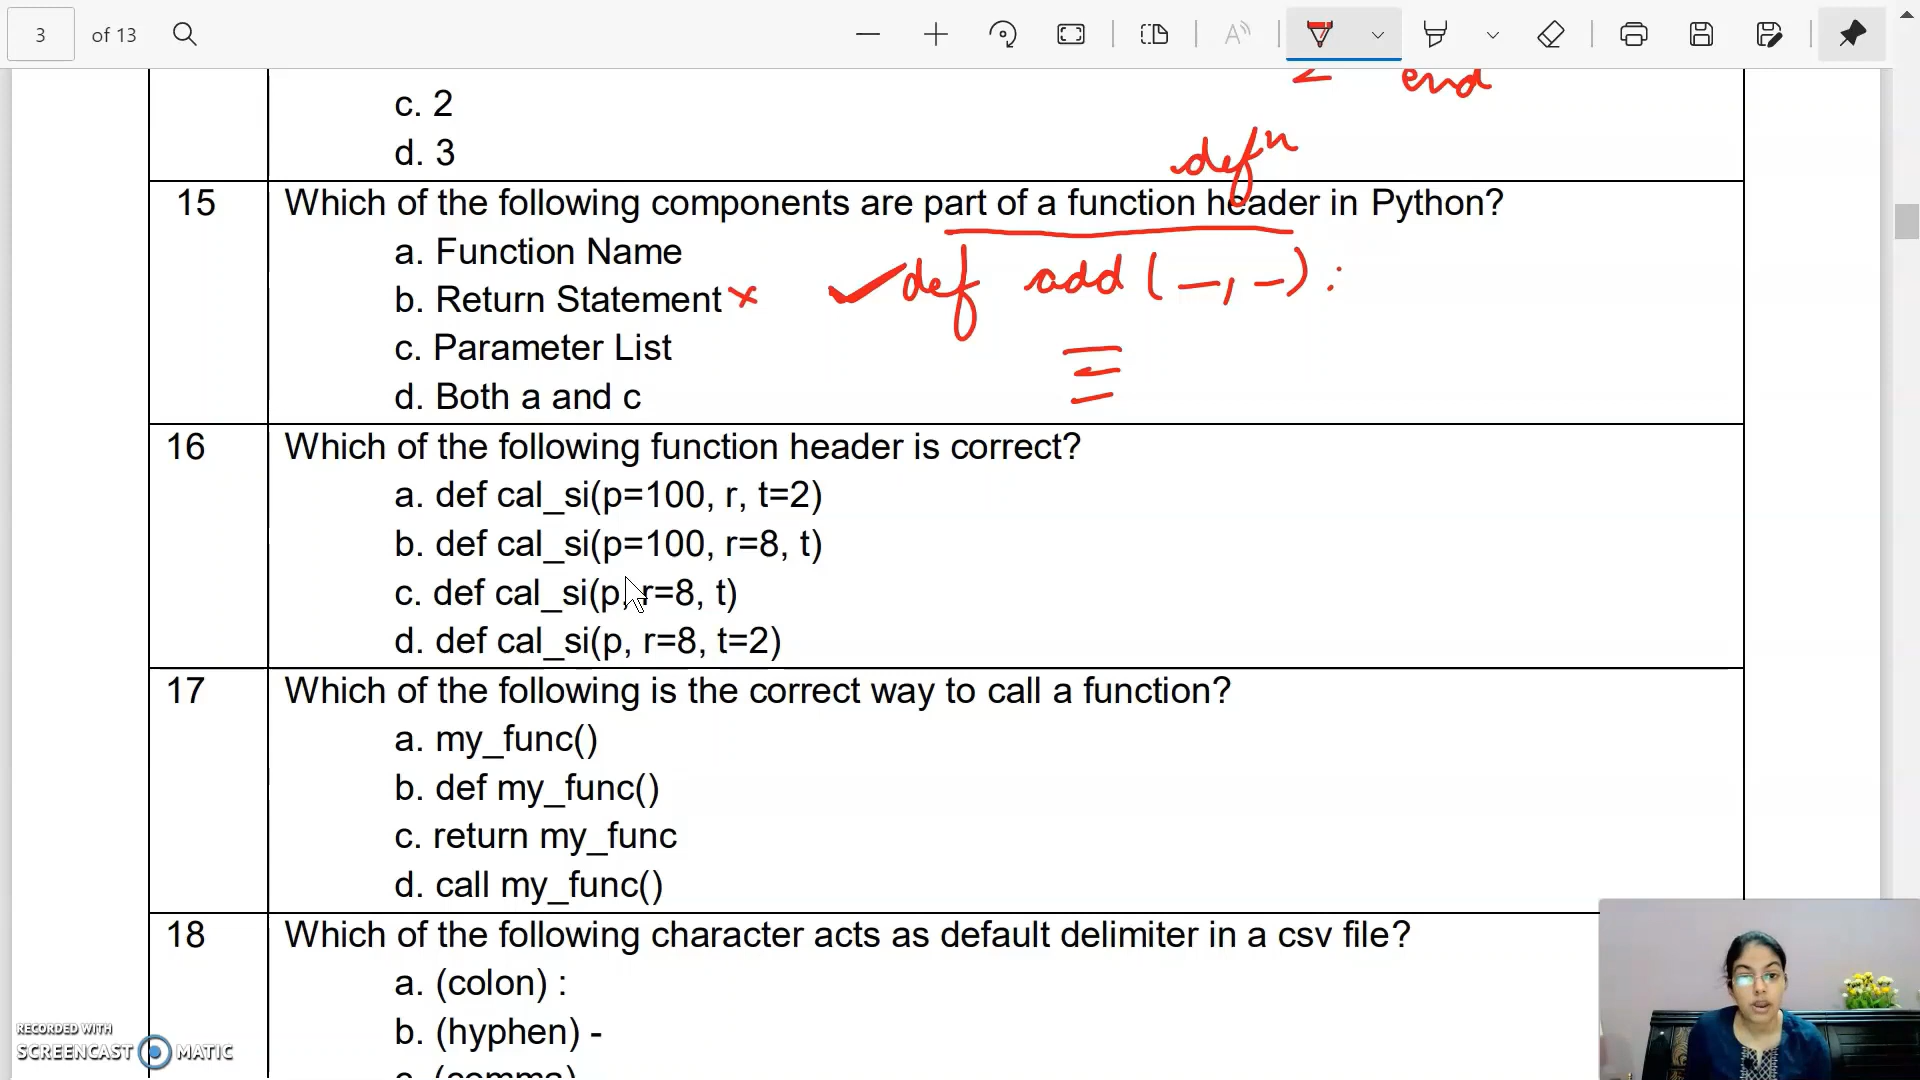 3 of 13
end
c. 2
d. 3
defn
15 Which of the following components are part of a function header in Python?
a. Function Name
b. Return Statement x
def add ( _, _ ) :
c. Parameter List
d. Both a and c
16 Which of the following function header is correct?
a. def cal_si(p=100, r, t=2)
b. def cal_si(p=100, r=8, t)
c. def cal_si(p, r=8, t)
d. def cal_si(p, r=8, t=2)
17 Which of the following is the correct way to call a function?
a. my_func()
b. def my_func()
c. return my_func
d. call my_func()
18 Which of the following character acts as default delimiter in a csv file?
a. (colon) :
b. (hyphen) -
c. (comma)
RECORDED WITH
SCREENCAST MATIC